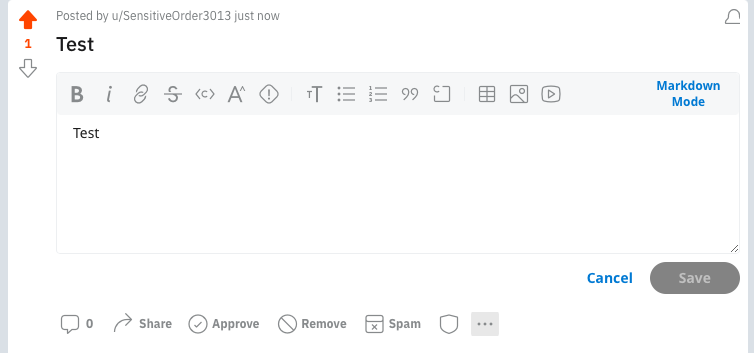 Posted by u/SensitiveOrder3013 just now
1
Test
Markdown
Mode
Test
Cancel Save
0 Share Approve Remove Spam